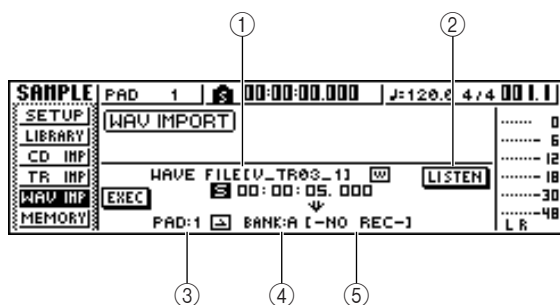 ① ②
SAMPLE PAD 1 S 00:00:00.000 ♩=120.0 4/4 001.1
SETUP WAV IMPORT 0
LIBRARY 6
CD IMP 12
TR IMP WAVE FILE[V_TR03_1] W LISTEN 18
WAV IMP EXEC S 00:00:05.000 30
MEMORY PAD:1 BANK:A [-NO REC-] L R 48
③ ④ ⑤